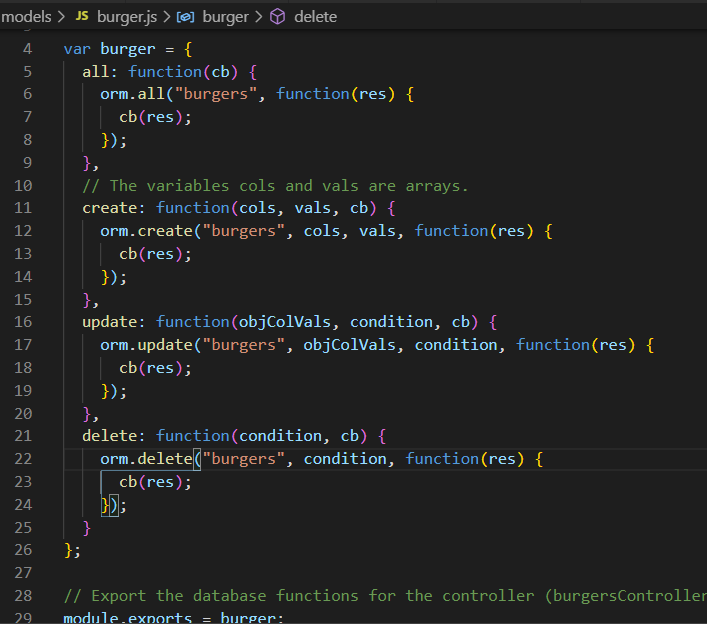 models > JS burger.js > burger > delete
4 var burger = {
5   all: function(cb) {
6     orm.all("burgers", function(res) {
7       cb(res);
8     });
9   },
10   // The variables cols and vals are arrays.
11   create: function(cols, vals, cb) {
12     orm.create("burgers", cols, vals, function(res) {
13       cb(res);
14     });
15   },
16   update: function(objColVals, condition, cb) {
17     orm.update("burgers", objColVals, condition, function(res) {
18       cb(res);
19     });
20   },
21   delete: function(condition, cb) {
22     orm.delete("burgers", condition, function(res) {
23       cb(res);
24     });
25   }
26 };
27
28 // Export the database functions for the controller (burgersController
29 module.exports = burger;